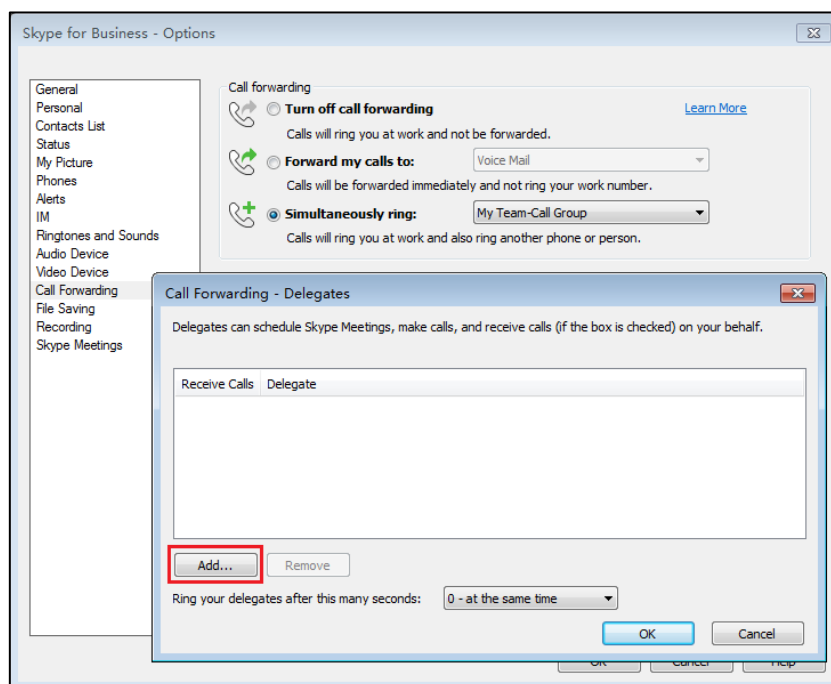 Skype for Business - Options
General
Personal
Contacts List
Status
My Picture
Phones
Alerts
IM
Ringtones and Sounds
Audio Device
Video Device
Call Forwarding
File Saving
Recording
Skype Meetings
Call forwarding
Turn off call forwarding
Learn More
Calls will ring you at work and not be forwarded.
Forward my calls to:
Voice Mail
Calls will be forwarded immediately and not ring your work number.
Simultaneously ring:
My Team-Call Group
Calls will ring you at work and also ring another phone or person.
Call Forwarding - Delegates
Delegates can schedule Skype Meetings, make calls, and receive calls (if the box is checked) on your behalf.
Receive Calls Delegate
Add... Remove
Ring your delegates after this many seconds: 0 - at the same time
OK Cancel
OK Cancel Help